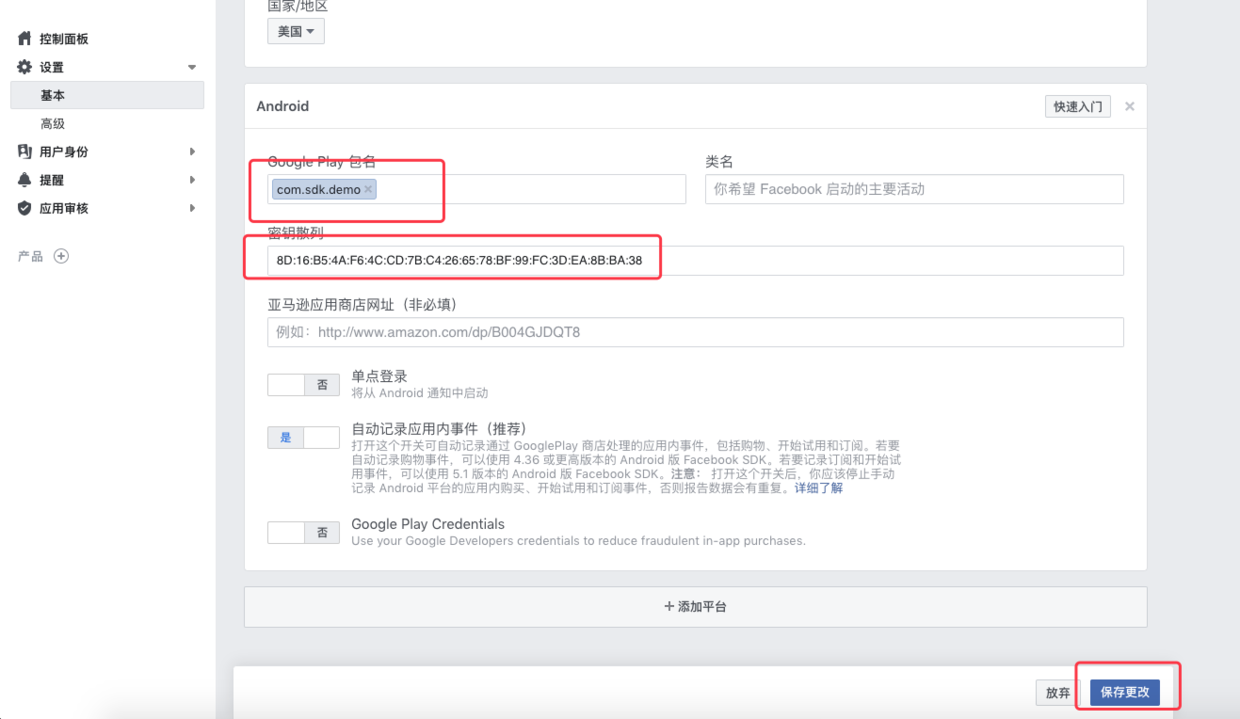 国家/地区
美国
控制面板
设置
基本
高级
用户身份
提醒
应用审核
产品
Android
快速入门
Google Play 包名
类名
com.sdk.demo
你希望 Facebook 启动的主要活动
密钥散列
8D:16:B5:4A:F6:4C:CD:7B:C4:26:65:78:BF:99:FC:3D:EA:8B:BA:38
亚马逊应用商店网址（非必填）
例如：http://www.amazon.com/dp/B004GJDQT8
否
单点登录
将从 Android 通知中启动
是
自动记录应用内事件（推荐）
打开这个开关可自动记录通过 GooglePlay 商店处理的应用内事件，包括购物、开始试用和订阅。若要
自动记录购物事件，可以使用 4.36 或更高版本的 Android 版 Facebook SDK。若要记录订阅和开始试
用事件，可以使用 5.1 版本的 Android 版 Facebook SDK。注意： 打开这个开关后，你应该停止手动
记录 Android 平台的应用内购买、开始试用和订阅事件，否则报告数据会有重复。详细了解
否
Google Play Credentials
Use your Google Developers credentials to reduce fraudulent in-app purchases.
添加平台
放弃
保存更改